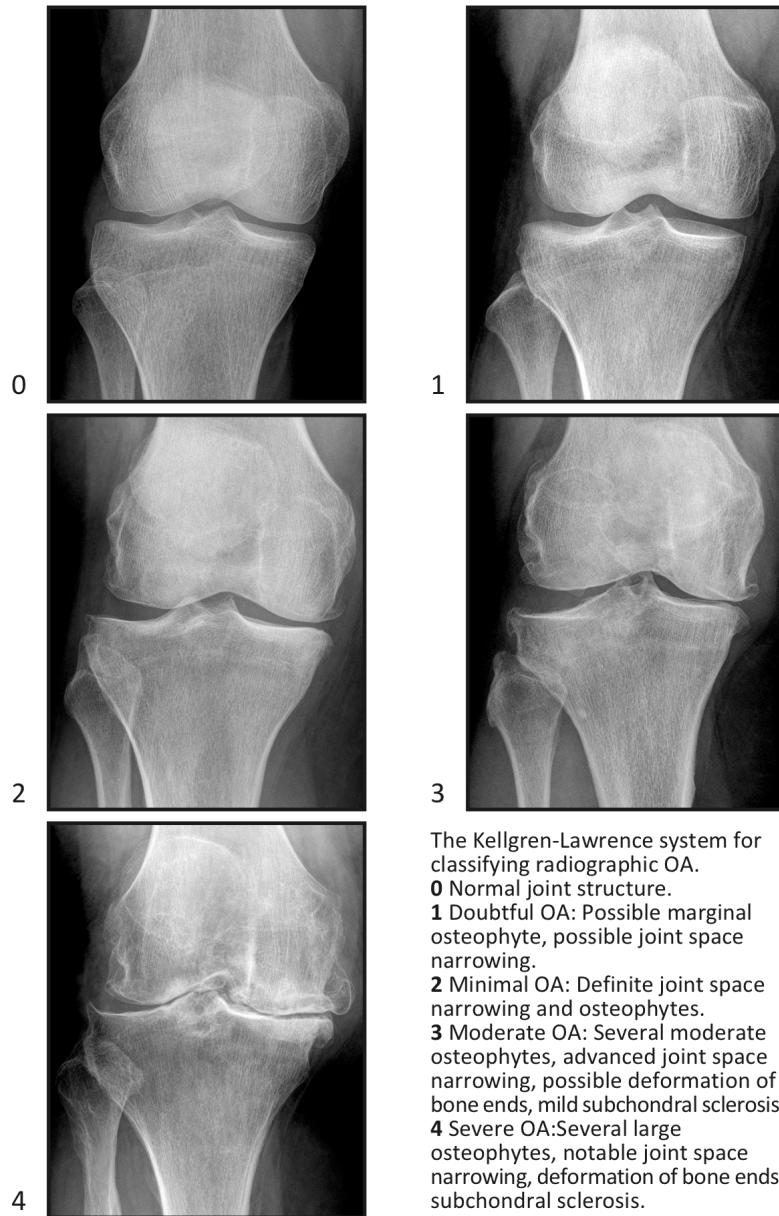 0
1
2
3
4
The Kellgren-Lawrence system for
classifying radiographic OA.
0 Normal joint structure.
1 Doubtful OA: Possible marginal
osteophyte, possible joint space
narrowing.
2 Minimal OA: Definite joint space
narrowing and osteophytes.
3 Moderate OA: Several moderate
osteophytes, advanced joint space
narrowing, possible deformation of
bone ends, mild subchondral sclerosis
4 Severe OA:Several large
osteophytes, notable joint space
narrowing, deformation of bone ends
subchondral sclerosis.